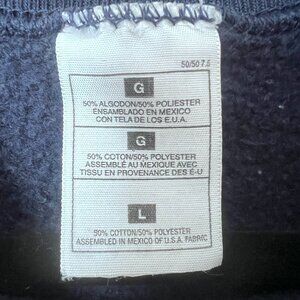 50/50 7.5
G
50% ALGODON/50% POLIESTER
ENSAMBLADO EN MEXICO
CON TELA DE LOS E.U.A.
G
50% COTON/50% POLYESTER
ASSEMBLÉ AU MEXIQUE AVEC
TISSU EN PROVENANCE DES É-U
L
50% COTTON/50% POLYESTER
ASSEMBLED IN MEXICO OF U.S.A. FABRIC